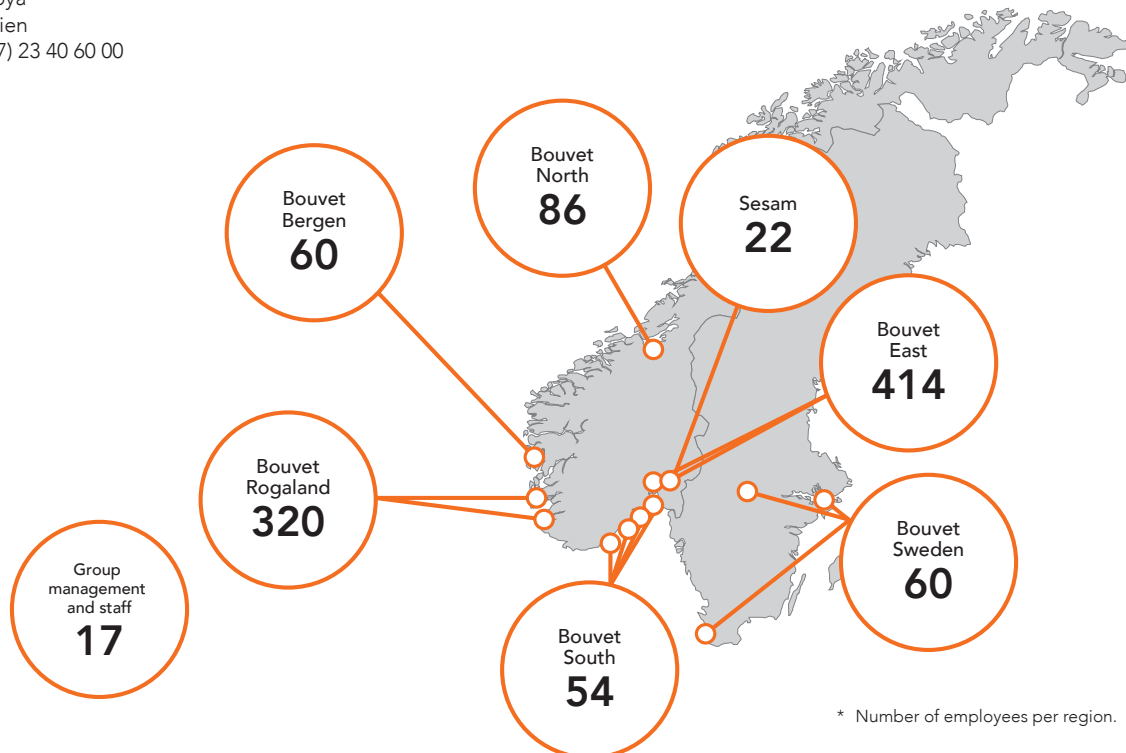 23 40 60 00
Bouvet
North
86
Sesam
22
Bouvet
Bergen
60
Bouvet
East
414
Bouvet
Rogaland
320
Bouvet
Sweden
60
Group
management
and staff
17
Bouvet
South
54
* Number of employees per region.